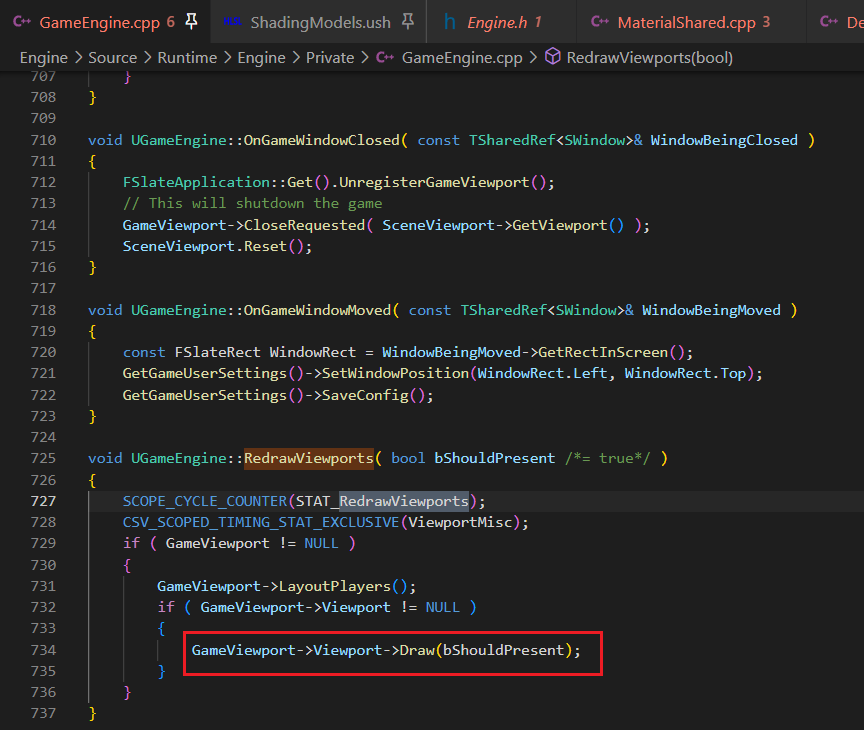 GameEngine.cpp 6 ShadingModels.ush Engine.h 1 MaterialShared.cpp 3 De
Engine > Source > Runtime > Engine > Private > GameEngine.cpp > RedrawViewports(bool)
707 }
708 }
709
710 void UGameEngine::OnGameWindowClosed( const TSharedRef<SWindow>& WindowBeingClosed )
711 {
712 FSlateApplication::Get().UnregisterGameViewport();
713 // This will shutdown the game
714 GameViewport->CloseRequested( SceneViewport->GetViewport() );
715 SceneViewport.Reset();
716 }
717
718 void UGameEngine::OnGameWindowMoved( const TSharedRef<SWindow>& WindowBeingMoved )
719 {
720 const FSlateRect WindowRect = WindowBeingMoved->GetRectInScreen();
721 GetGameUserSettings()->SetWindowPosition(WindowRect.Left, WindowRect.Top);
722 GetGameUserSettings()->SaveConfig();
723 }
724
725 void UGameEngine::RedrawViewports( bool bShouldPresent /*= true*/ )
726 {
727 SCOPE_CYCLE_COUNTER(STAT_RedrawViewports);
728 CSV_SCOPED_TIMING_STAT_EXCLUSIVE(ViewportMisc);
729 if ( GameViewport != NULL )
730 {
731 GameViewport->LayoutPlayers();
732 if ( GameViewport->Viewport != NULL )
733 {
734 GameViewport->Viewport->Draw(bShouldPresent);
735 }
736 }
737 }